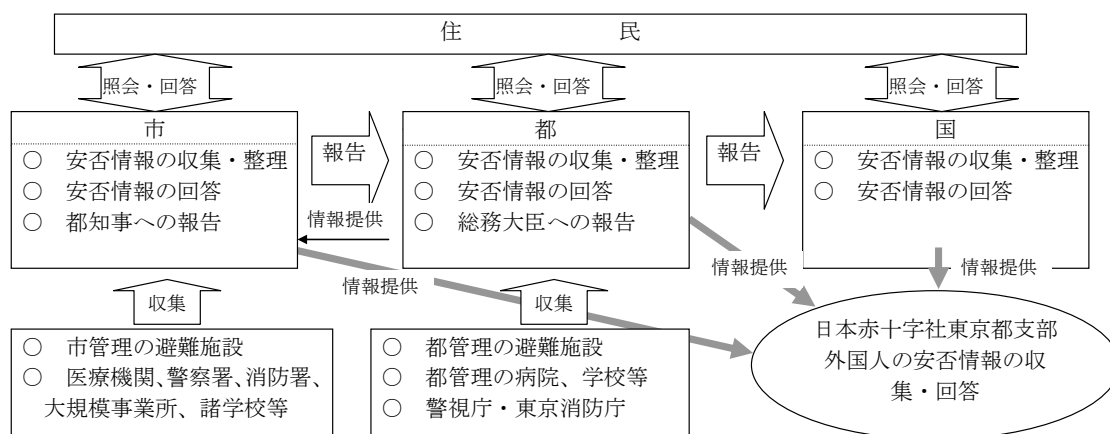 住　民
照会・回答
照会・回答
照会・回答
市
○　安否情報の収集・整理
○　安否情報の回答
○　都知事への報告
報告
都
○　安否情報の収集・整理
○　安否情報の回答
○　総務大臣への報告
報告
国
○　安否情報の収集・整理
○　安否情報の回答
情報提供
情報提供
情報提供
情報提供
収集
収集
○　市管理の避難施設
○　医療機関、警察署、消防署、
大規模事業所、諸学校等
○　都管理の避難施設
○　都管理の病院、学校等
○　警視庁・東京消防庁
日本赤十字社東京都支部
外国人の安否情報の収
集・回答